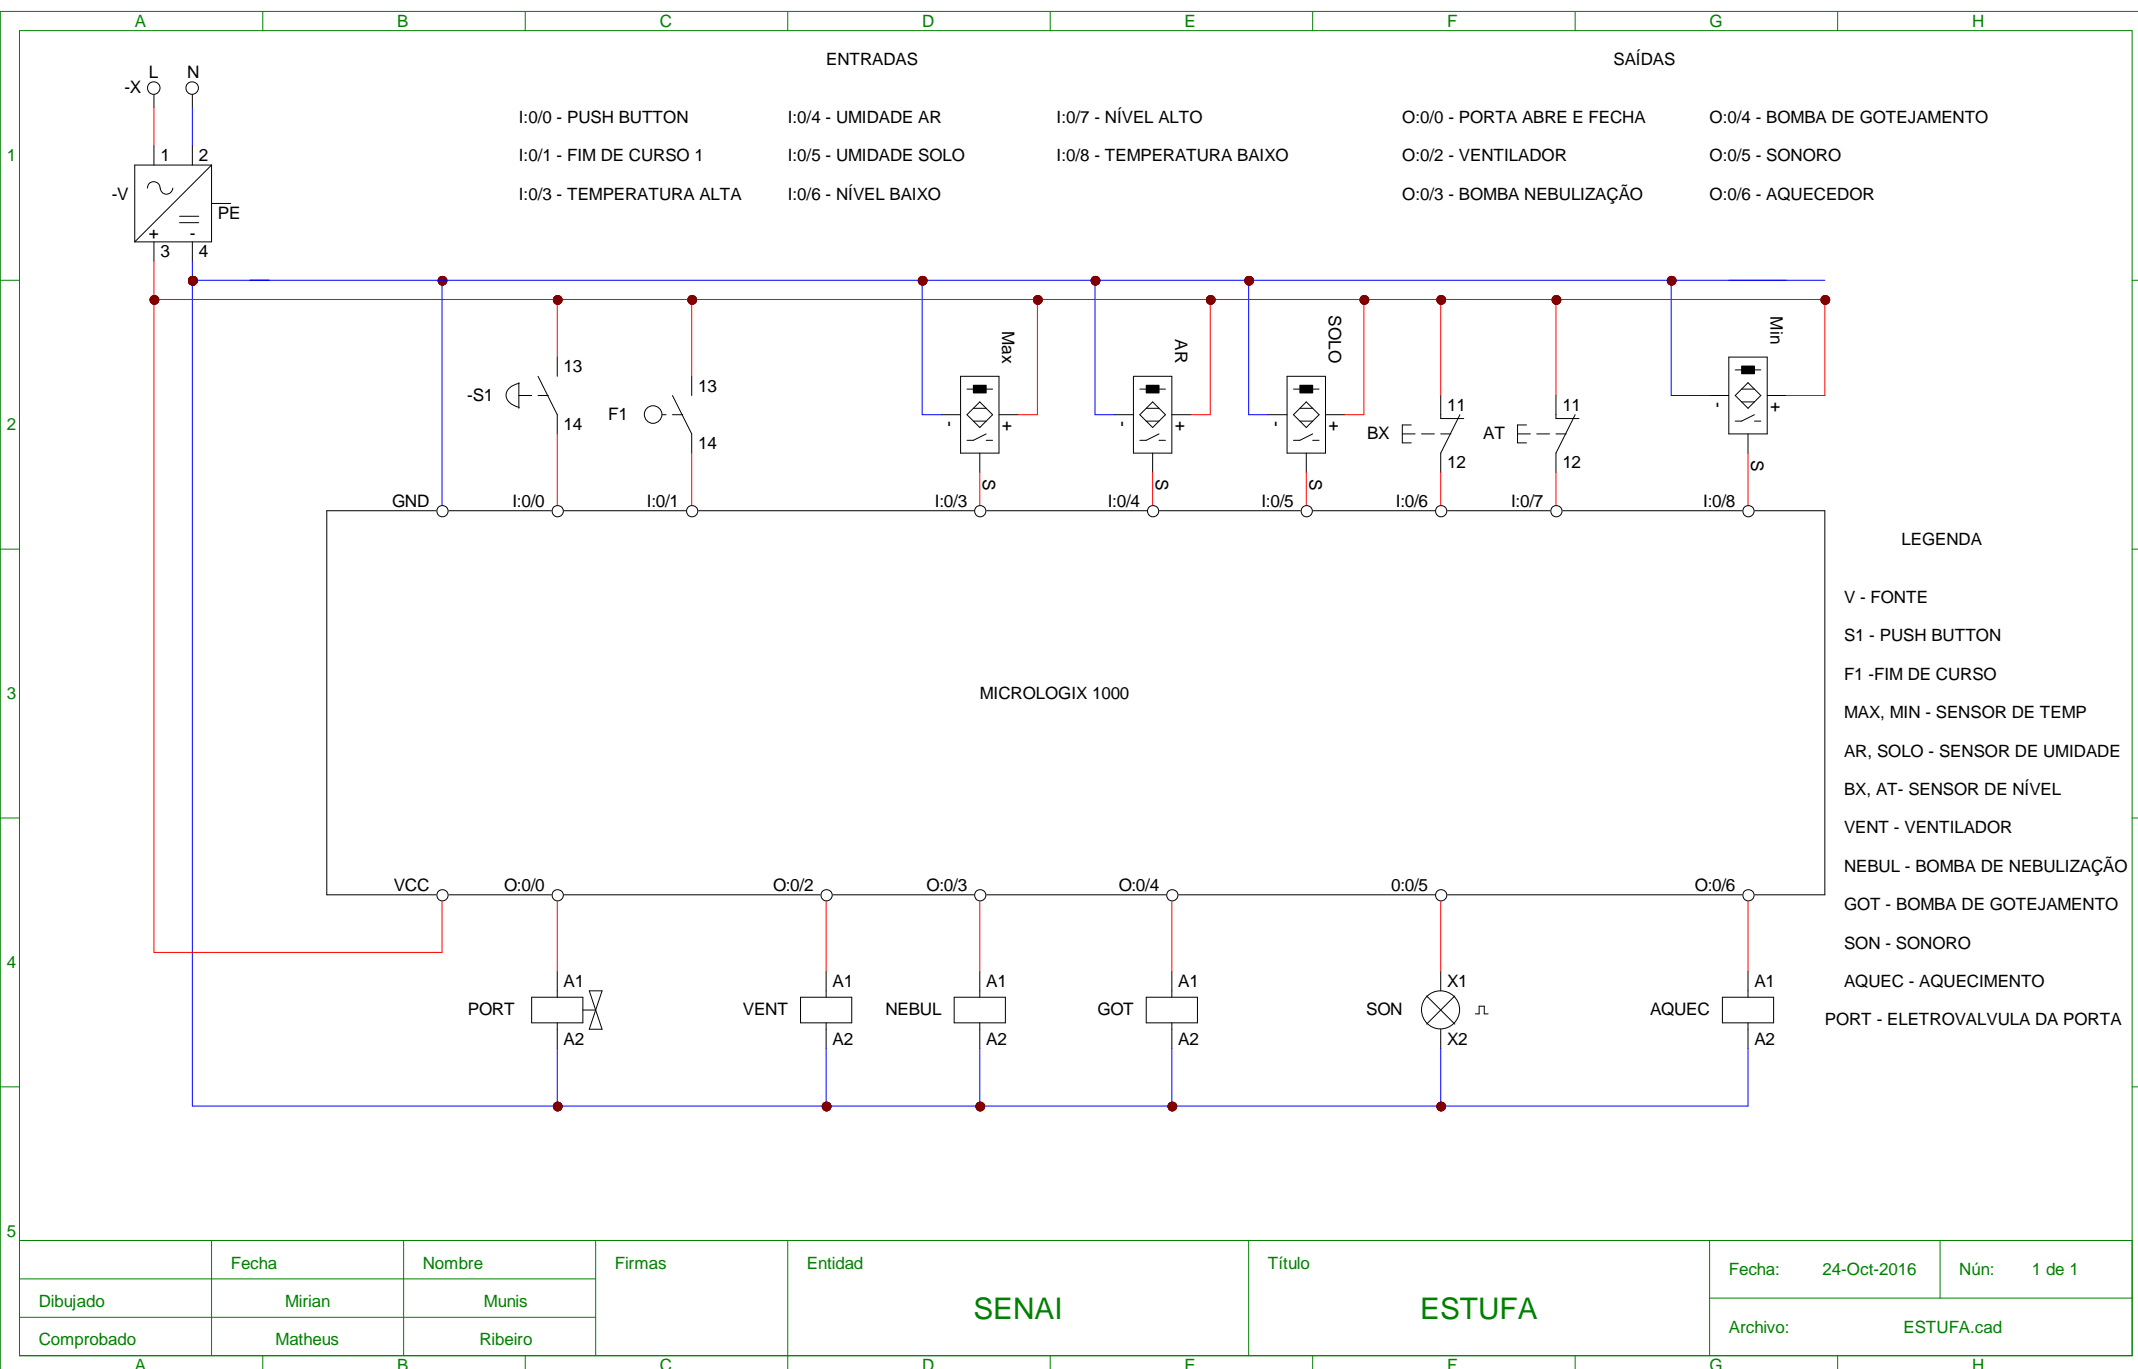 A B C D E F G H
ENTRADAS
SAÍDAS
L N
-X
I:0/0 - PUSH BUTTON
I:0/4 - UMIDADE AR
I:0/7 - NÍVEL ALTO
O:0/0 - PORTA ABRE E FECHA
O:0/4 - BOMBA DE GOTEJAMENTO
1
1 2
I:0/1 - FIM DE CURSO 1
I:0/5 - UMIDADE SOLO
I:0/8 - TEMPERATURA BAIXO
O:0/2 - VENTILADOR
O:0/5 - SONORO
-V
PE
I:0/3 - TEMPERATURA ALTA
I:0/6 - NÍVEL BAIXO
O:0/3 - BOMBA NEBULIZAÇÃO
O:0/6 - AQUECEDOR
+ -
3 4
Max
AR
SOLO
Min
2
-S1
13
14
F1
13
14
- +
S
- +
S
- +
S
BX
11
12
AT
11
12
- +
S
GND
I:0/0
I:0/1
I:0/3
I:0/4
I:0/5
I:0/6
I:0/7
I:0/8
LEGENDA
V - FONTE
S1 - PUSH BUTTON
F1 -FIM DE CURSO
3
MICROLOGIX 1000
MAX, MIN - SENSOR DE TEMP
AR, SOLO - SENSOR DE UMIDADE
BX, AT- SENSOR DE NÍVEL
VENT - VENTILADOR
NEBUL - BOMBA DE NEBULIZAÇÃO
GOT - BOMBA DE GOTEJAMENTO
SON - SONORO
AQUEC - AQUECIMENTO
PORT - ELETROVALVULA DA PORTA
VCC
O:0/0
O:0/2
O:0/3
O:0/4
0:0/5
O:0/6
4
PORT
A1
A2
VENT
A1
A2
NEBUL
A1
A2
GOT
A1
A2
SON
X1
X2
AQUEC
A1
A2
5
Fecha
Nombre
Firmas
Entidad
Título
Fecha: 24-Oct-2016
Nún: 1 de 1
Dibujado
Mirian
Munis
SENAI
ESTUFA
Comprobado
Matheus
Ribeiro
Archivo: ESTUFA.cad
A B C D E F G H